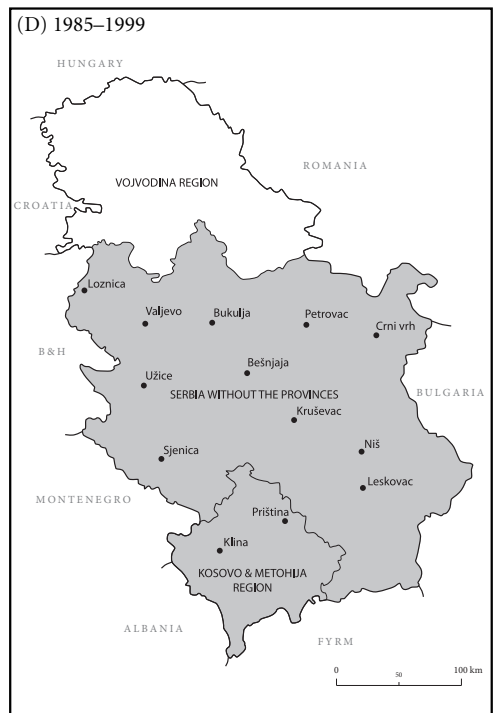 (D) 1985–1999
HUNGARY
ROMANIA
VOJVODINA REGION
CROATIA
Loznica
Valjevo
Bukulja
Petrovac
Crni vrh
B&H
Bešnjaja
Užice
SERBIA WITHOUT THE PROVINCES
BULGARIA
Kruševac
Niš
Sjenica
Leskovac
MONTENEGRO
Priština
Klina
KOSOVO & METOHIJA
REGION
ALBANIA
FYRM
0 50 100 km